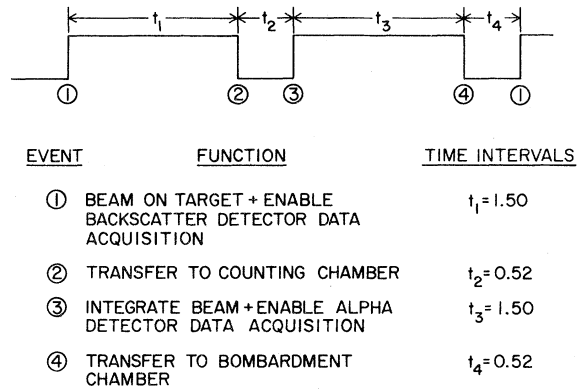 t₁ t₂ t₃ t₄
① ② ③ ④ ①
EVENT FUNCTION TIME INTERVALS
① BEAM ON TARGET + ENABLE t₁=1.50
BACKSCATTER DETECTOR DATA
ACQUISITION
② TRANSFER TO COUNTING CHAMBER t₂=0.52
③ INTEGRATE BEAM + ENABLE ALPHA t₃=1.50
DETECTOR DATA ACQUISITION
④ TRANSFER TO BOMBARDMENT t₄=0.52
CHAMBER